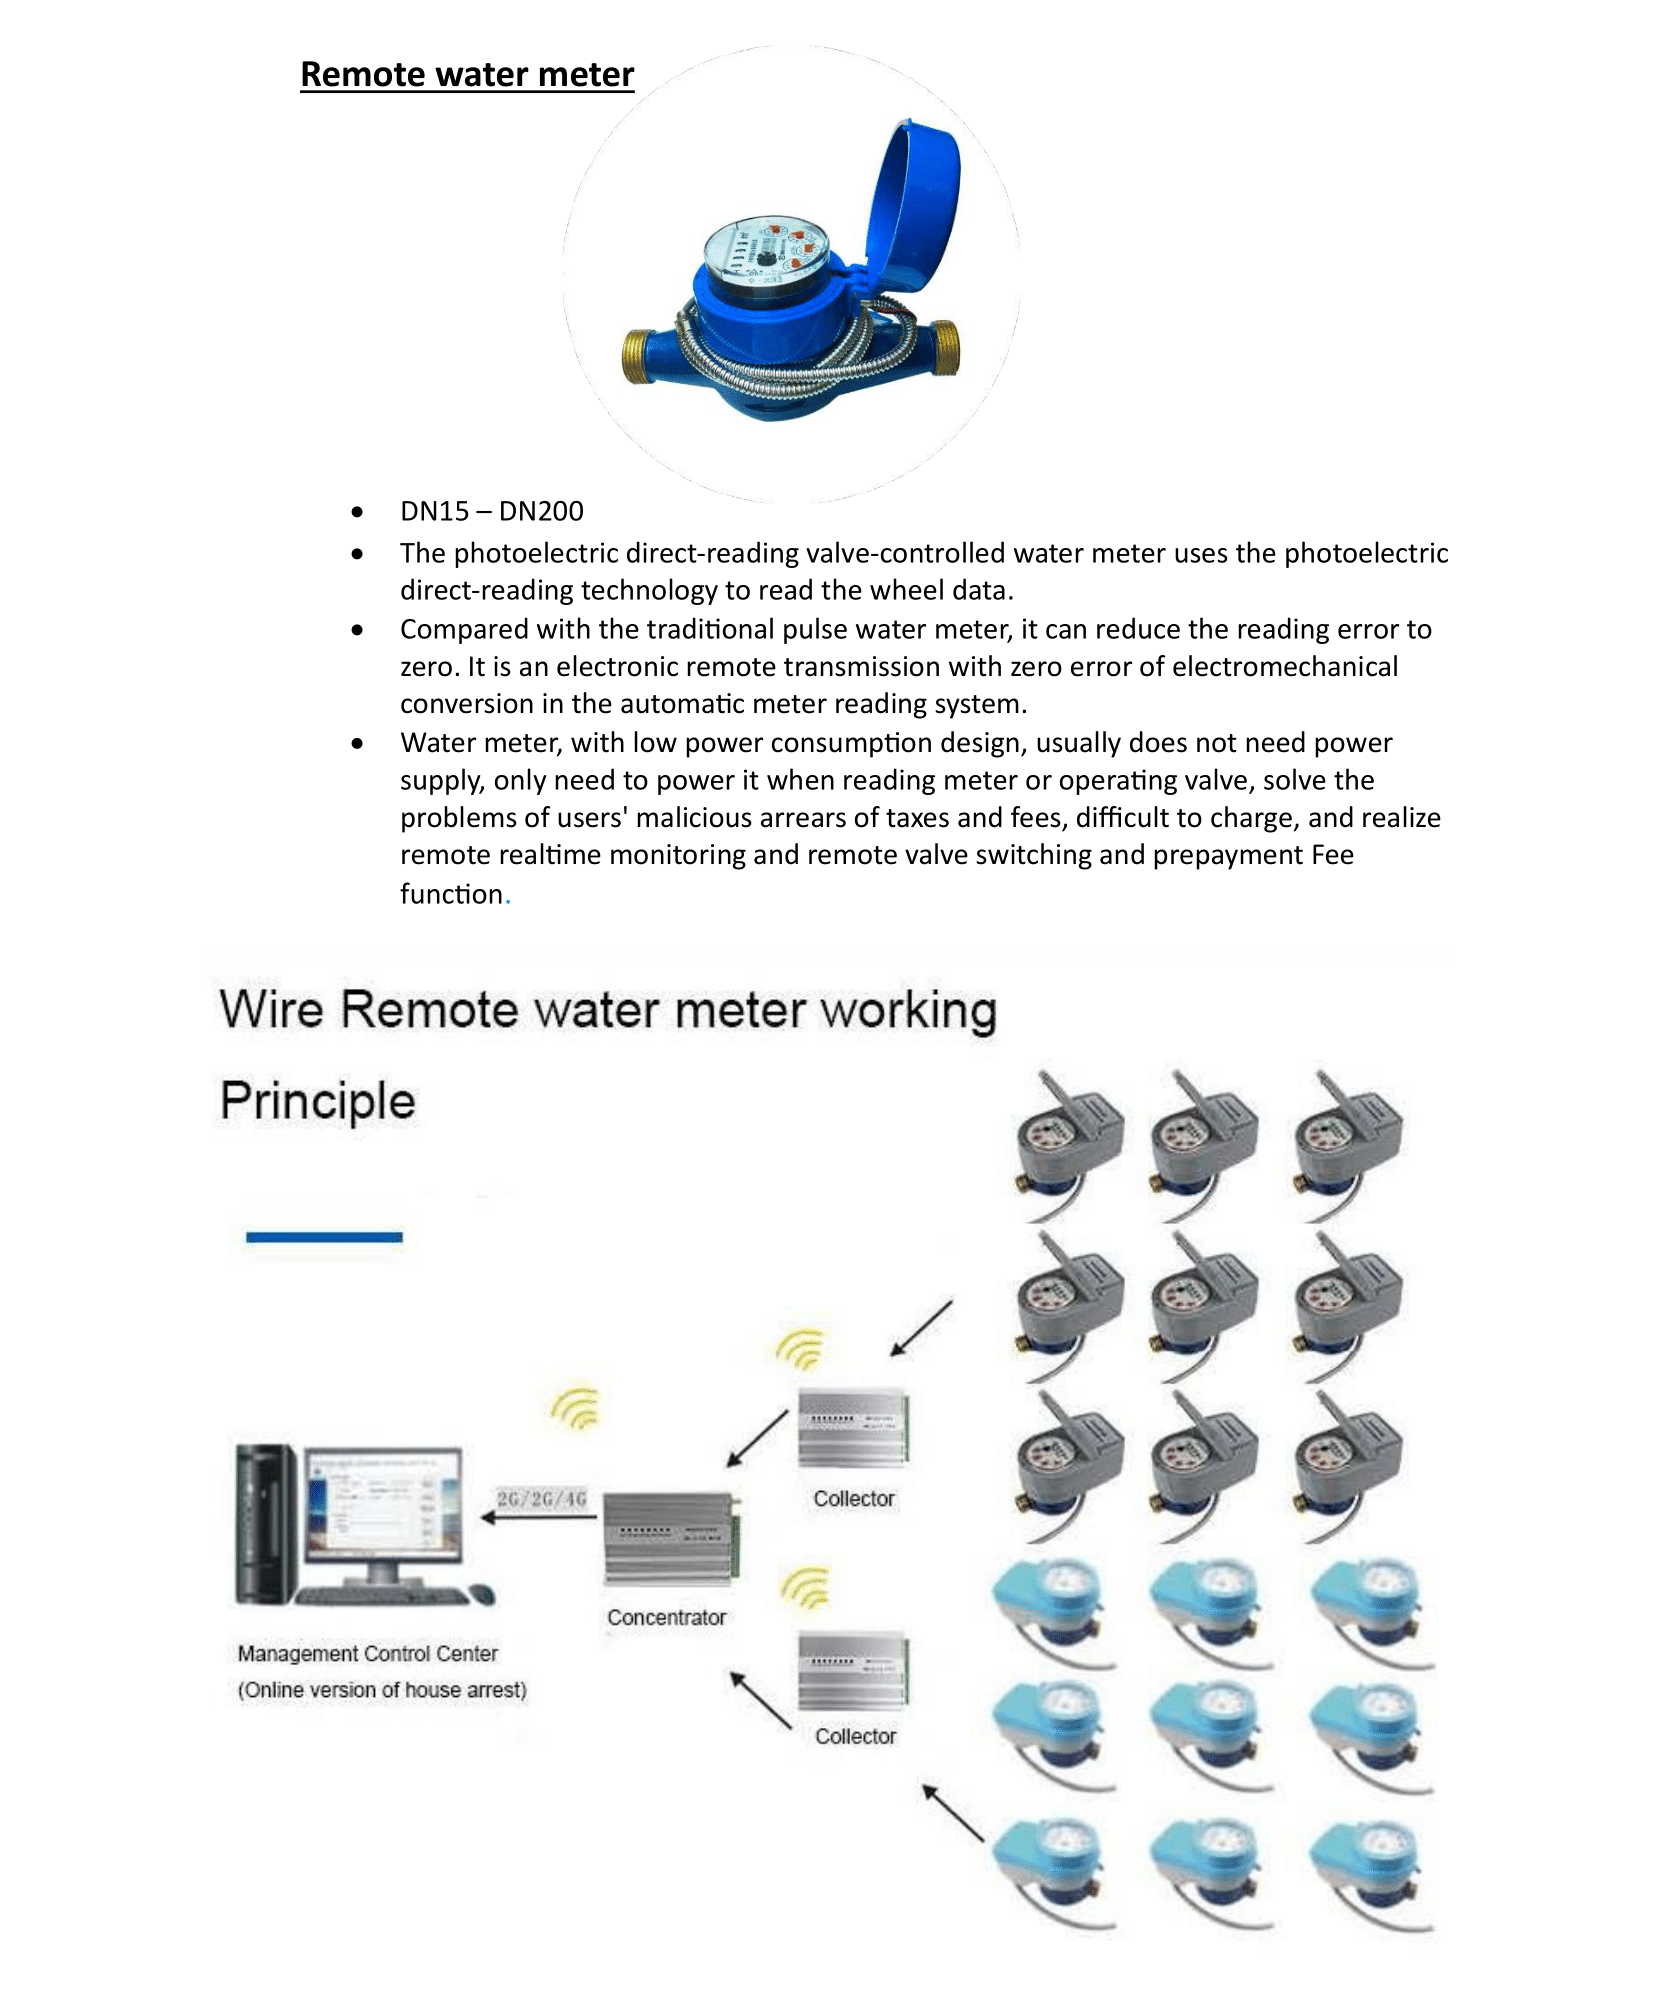 Remote water meter
• DN15 – DN200
• The photoelectric direct-reading valve-controlled water meter uses the photoelectric
direct-reading technology to read the wheel data.
• Compared with the traditional pulse water meter, it can reduce the reading error to
zero. It is an electronic remote transmission with zero error of electromechanical
conversion in the automatic meter reading system.
• Water meter, with low power consumption design, usually does not need power
supply, only need to power it when reading meter or operating valve, solve the
problems of users' malicious arrears of taxes and fees, difficult to charge, and realize
remote realtime monitoring and remote valve switching and prepayment Fee
function.
Wire Remote water meter working
Principle
2G/2G/4G
Collector
Concentrator
Collector
Management Control Center
(Online version of house arrest)